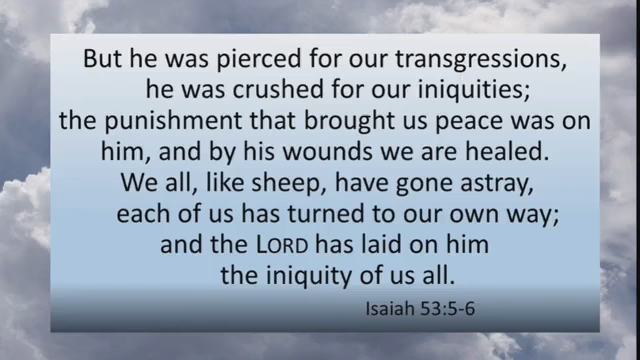 But he was pierced for our transgressions,
he was crushed for our iniquities;
the punishment that brought us peace was on
him, and by his wounds we are healed.
We all, like sheep, have gone astray,
each of us has turned to our own way;
and the LORD has laid on him
the iniquity of us all.
Isaiah 53:5-6